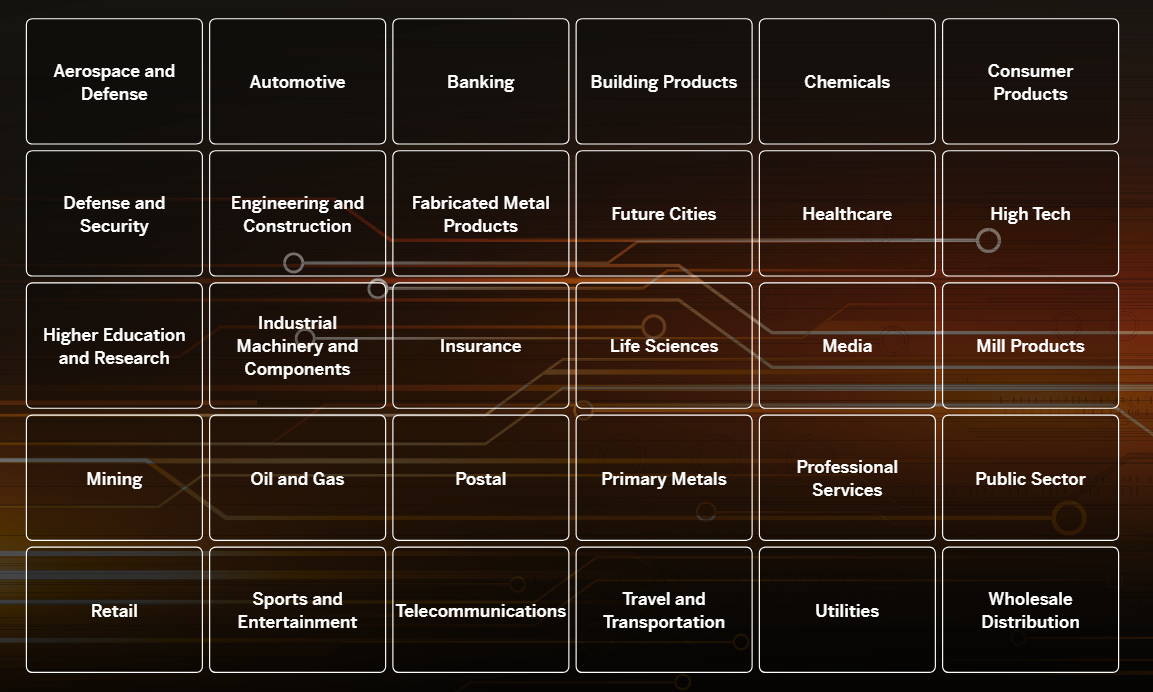 Aerospace and
Defense
Automotive
Banking
Building Products
Chemicals
Consumer
Products
Defense and
Security
Engineering and
Construction
Fabricated Metal
Products
Future Cities
Healthcare
High Tech
Higher Education
and Research
Industrial
Machinery and
Components
Insurance
Life Sciences
Media
Mill Products
Mining
Oil and Gas
Postal
Primary Metals
Professional
Services
Public Sector
Retail
Sports and
Entertainment
Telecommunications
Travel and
Transportation
Utilities
Wholesale
Distribution